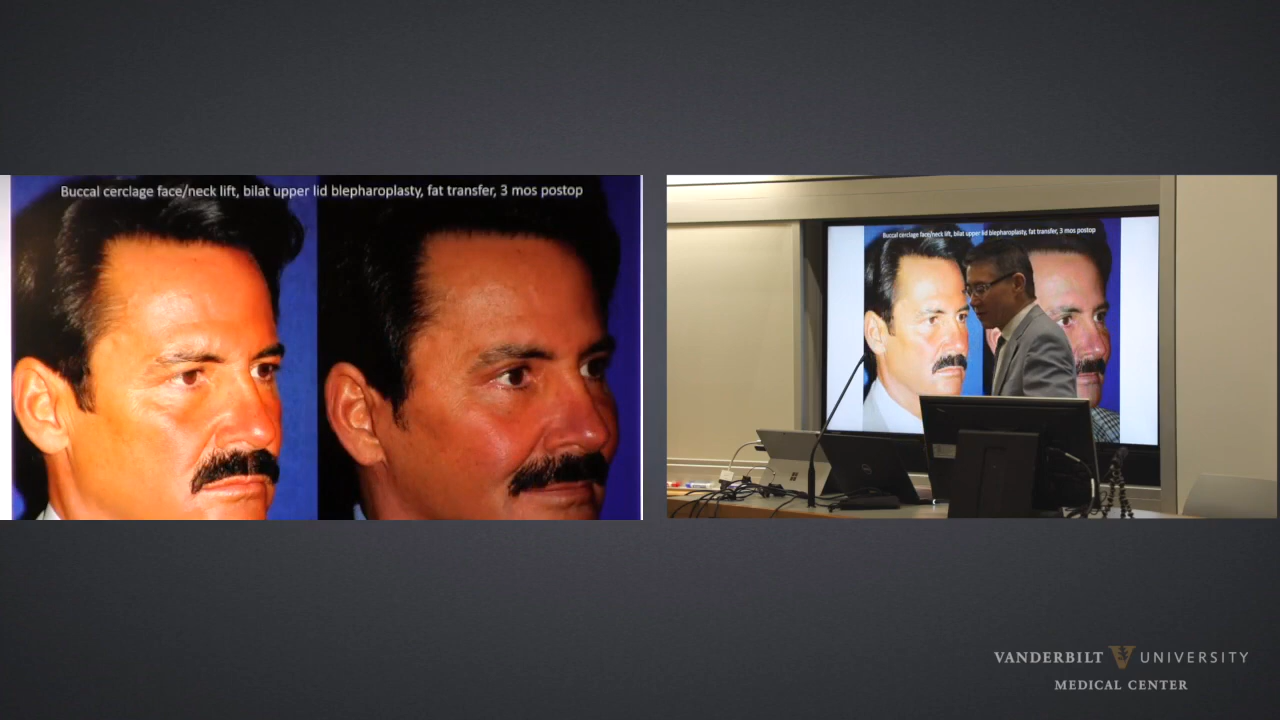 Buccal cerclage face/neck lift, bilat upper lid blepharoplasty, fat transfer, 3 mos postop
Buccal cerclage face/neck lift, bilat upper lid blepharoplasty, fat transfer, 3 mos postop
VANDERBILT UNIVERSITY
MEDICAL CENTER